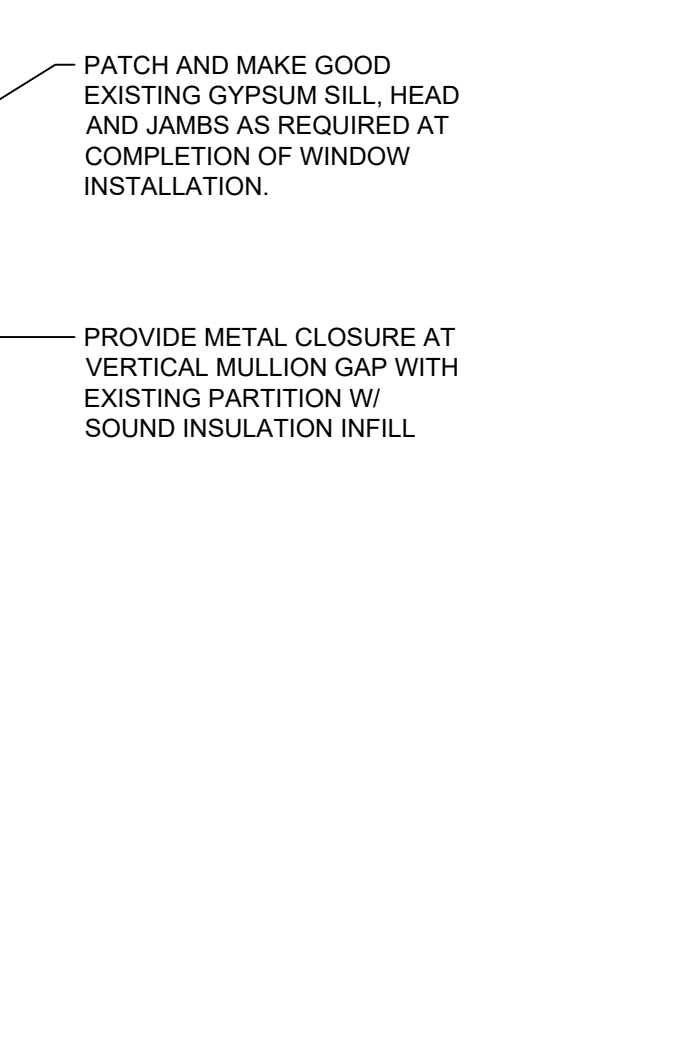 PATCH AND MAKE GOOD
EXISTING GYPSUM SILL, HEAD
AND JAMBS AS REQUIRED AT
COMPLETION OF WINDOW
INSTALLATION.
PROVIDE METAL CLOSURE AT
VERTICAL MULLION GAP WITH
EXISTING PARTITION W/
SOUND INSULATION INFILL